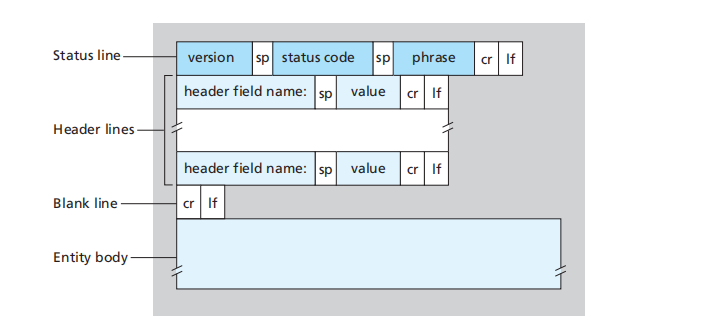 Status line version sp status code sp phrase cr lf
header field name: sp value cr lf
Header lines
header field name: sp value cr lf
Blank line cr lf
Entity body